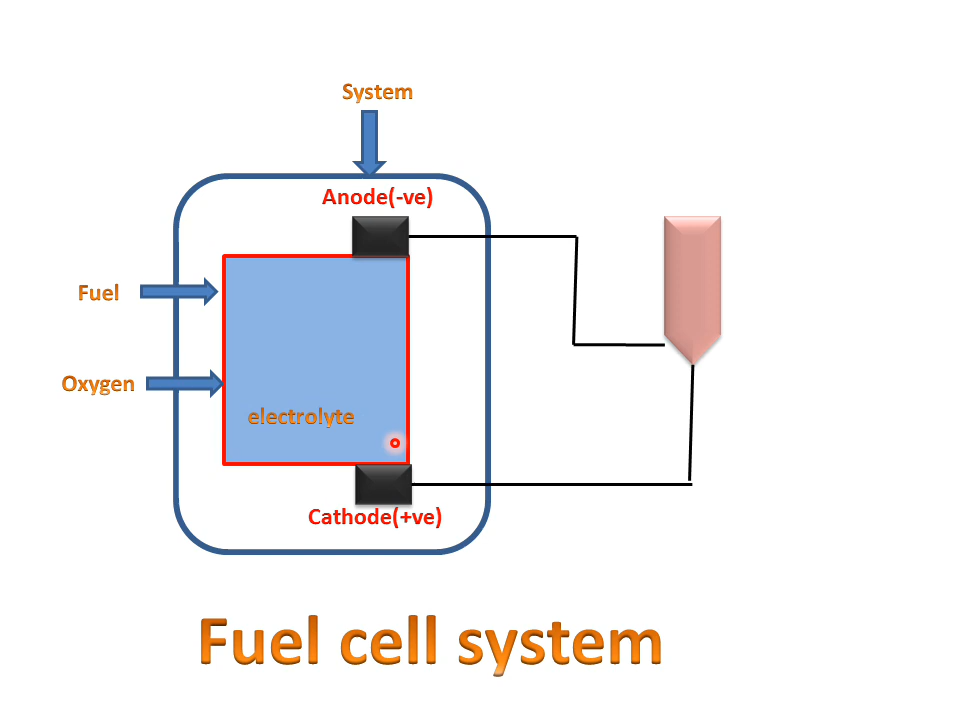 System
Anode(-ve)
Fuel
Oxygen
electrolyte
Cathode(+ve)
Fuel cell system